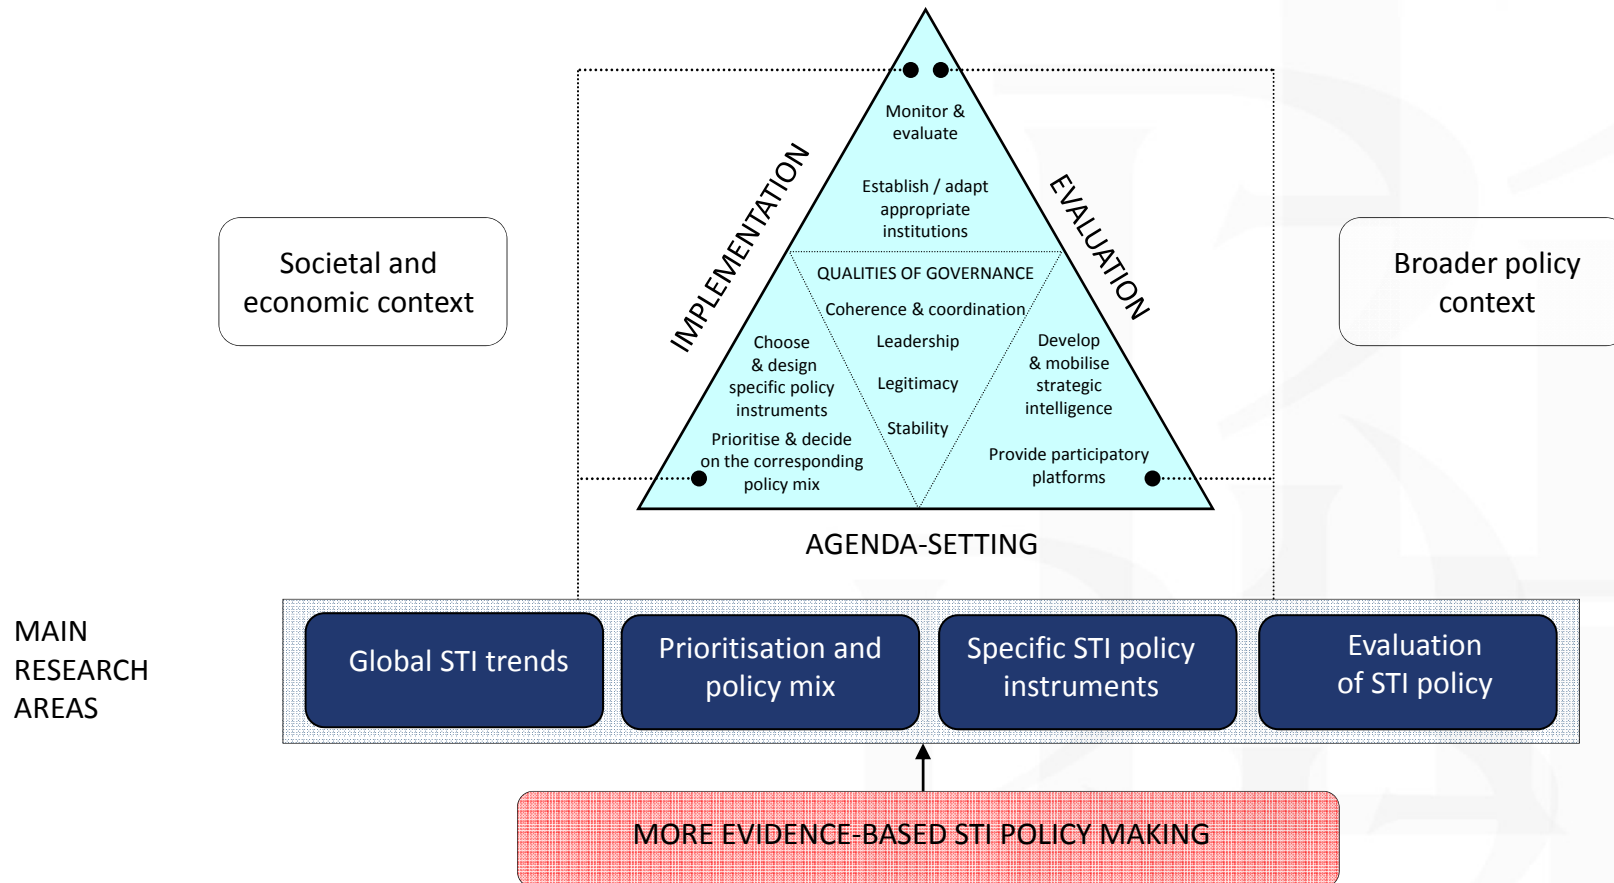 Monitor &
evaluate
Establish / adapt
appropriate
institutions
IMPLEMENTATION
EVALUATION
Societal and
economic context
Broader policy
context
QUALITIES OF GOVERNANCE
Coherence & coordination
Leadership
Legitimacy
Stability
Choose
& design
specific policy
instruments
Prioritise & decide
on the corresponding
policy mix
Develop
& mobilise
strategic
intelligence
Provide participatory
platforms
AGENDA-SETTING
MAIN
RESEARCH
AREAS
Global STI trends
Prioritisation and
policy mix
Specific STI policy
instruments
Evaluation
of STI policy
MORE EVIDENCE-BASED STI POLICY MAKING